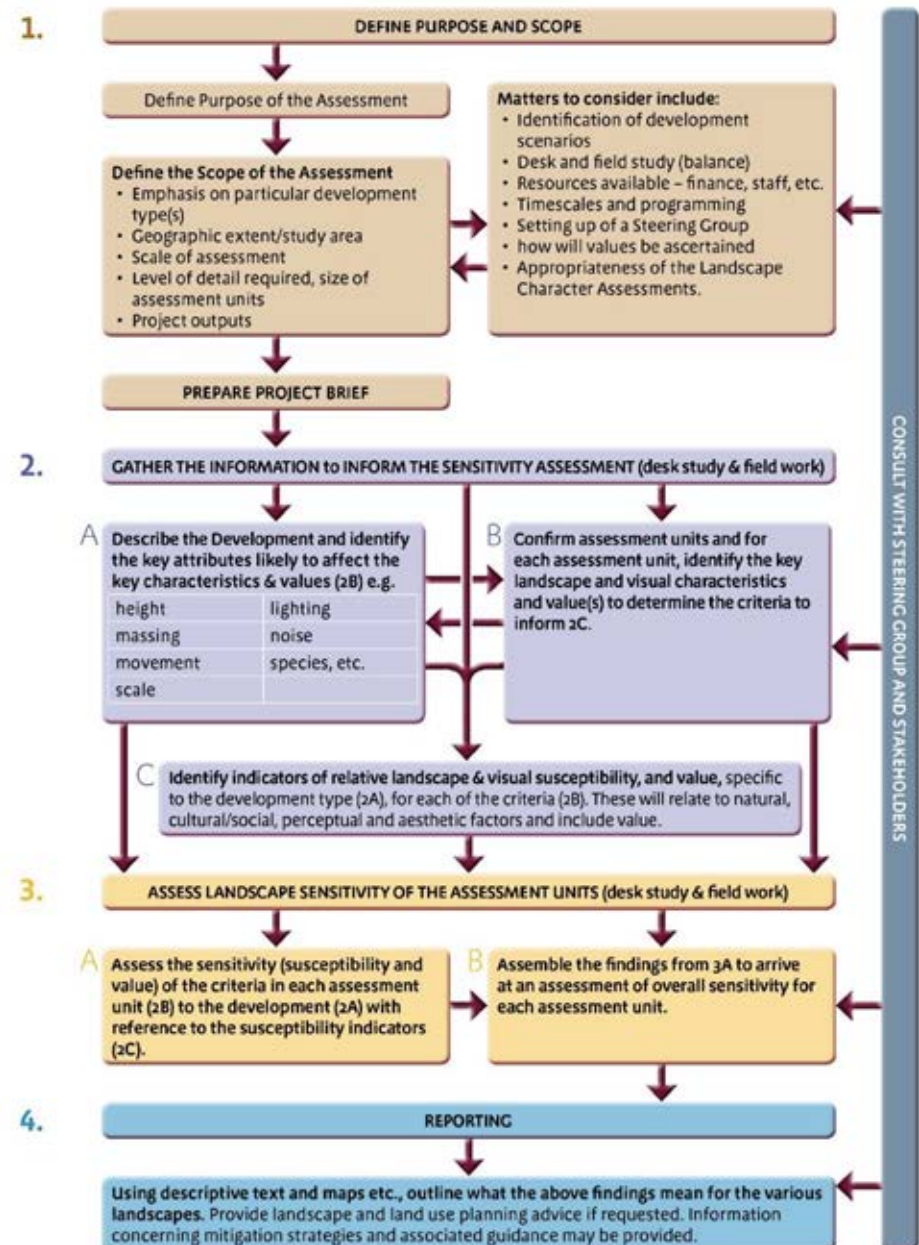 1.
DEFINE PURPOSE AND SCOPE
Define Purpose of the Assessment
Define the Scope of the Assessment
• Emphasis on particular development
type(s)
• Geographic extent/study area
• Scale of assessment
• Level of detail required, size of
assessment units
• Project outputs
Matters to consider include:
• Identification of development
scenarios
• Desk and field study (balance)
• Resources available – finance, staff, etc.
• Timescales and programming
• Setting up of a Steering Group
• how will values be ascertained
• Appropriateness of the Landscape
Character Assessments.
PREPARE PROJECT BRIEF
2.
GATHER THE INFORMATION to INFORM THE SENSITIVITY ASSESSMENT (desk study & field work)
A
Describe the Development and identify
the key attributes likely to affect the
key characteristics & values (2B) e.g.
height lighting
massing noise
movement species, etc.
scale
B
Confirm assessment units and for
each assessment unit, identify the key
landscape and visual characteristics
and value(s) to determine the criteria to
inform 2C.
C
Identify indicators of relative landscape & visual susceptibility, and value, specific
to the development type (2A), for each of the criteria (2B). These will relate to natural,
cultural/social, perceptual and aesthetic factors and include value.
3.
ASSESS LANDSCAPE SENSITIVITY OF THE ASSESSMENT UNITS (desk study & field work)
A
Assess the sensitivity (susceptibility and
value) of the criteria in each assessment
unit (2B) to the development (2A) with
reference to the susceptibility indicators
(2C).
B
Assemble the findings from 3A to arrive
at an assessment of overall sensitivity for
each assessment unit.
4.
REPORTING
Using descriptive text and maps etc., outline what the above findings mean for the various
landscapes. Provide landscape and land use planning advice if requested. Information
concerning mitigation strategies and associated guidance may be provided.
CONSULT WITH STEERING GROUP AND STAKEHOLDERS